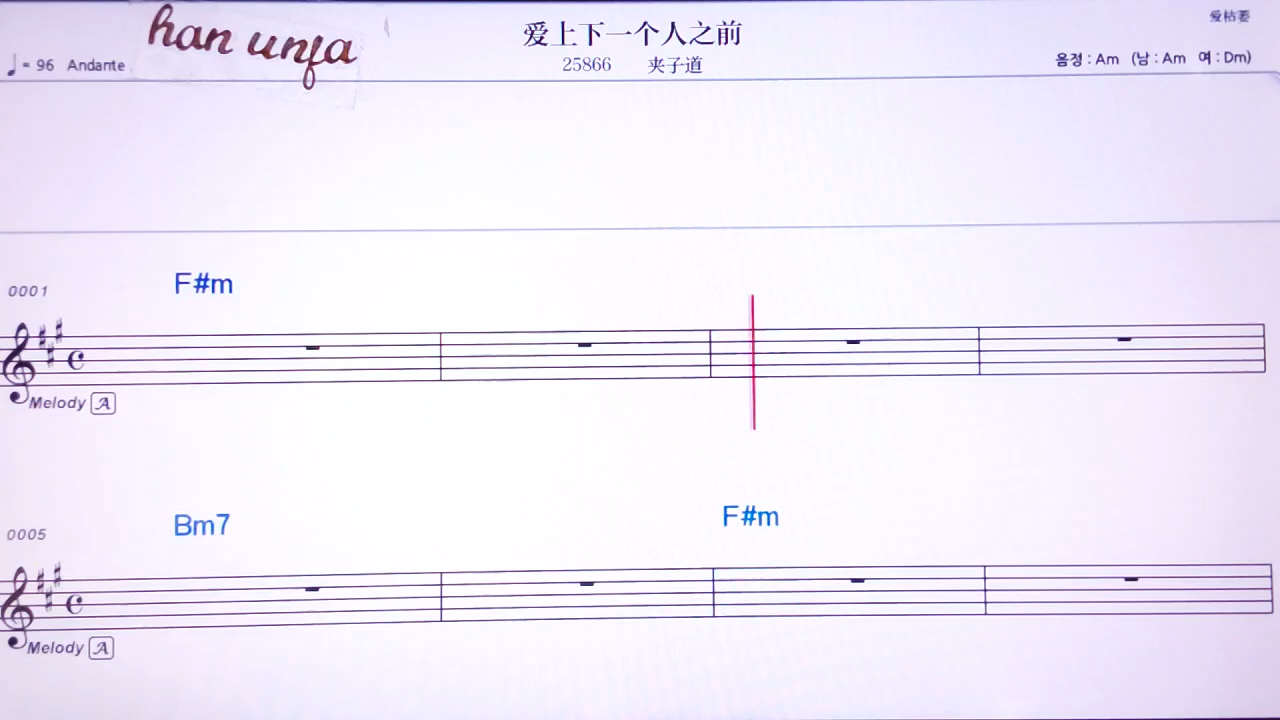 han unfa
爱上下一个人之前
♩= 96 Andante
25866 夹子道
음정 : Am (남 : Am 여 : Dm)
0001
F#m
Melody A
0005
Bm7
F#m
Melody A